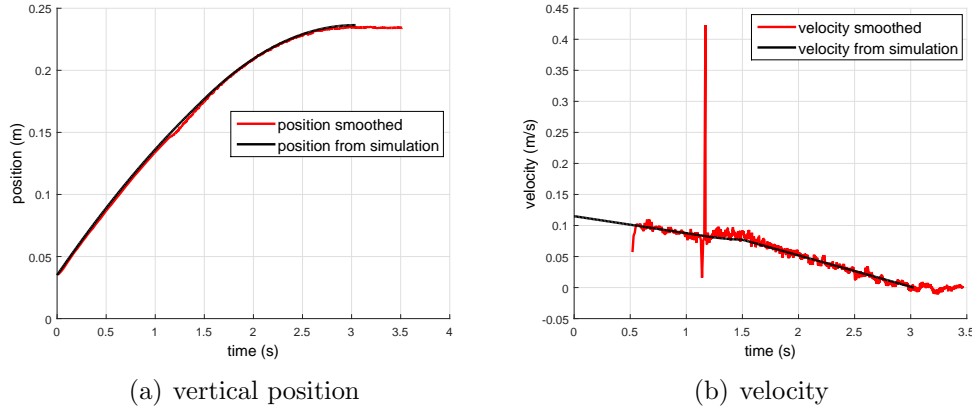 0.25
0.2
0.15
0.1
0.05
0
position (m)
position smoothed
position from simulation
0 0.5 1 1.5 2 2.5 3 3.5 4
time (s)
(a) vertical position
0.45
0.4
0.35
0.3
0.25
0.2
0.15
0.1
0.05
0
-0.05
velocity (m/s)
velocity smoothed
velocity from simulation
0 0.5 1 1.5 2 2.5 3 3.5
time (s)
(b) velocity